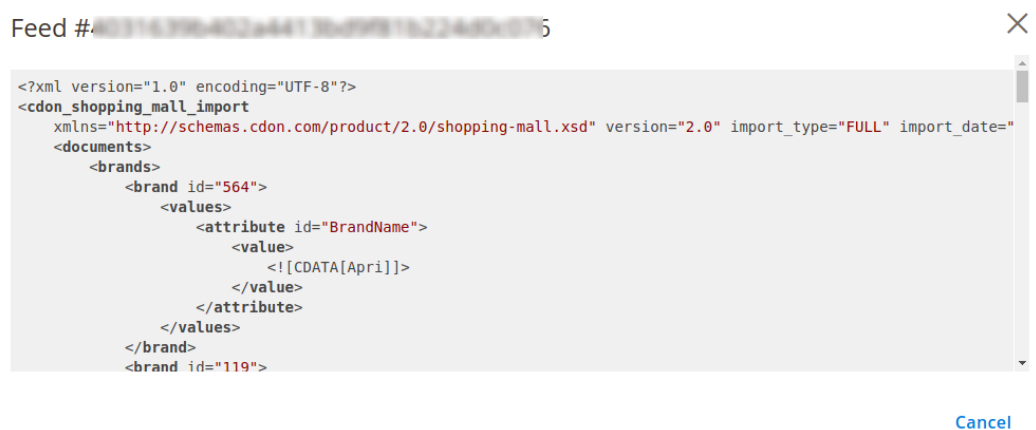 Feed #
<?xml version="1.0" encoding="UTF-8"?>
<cdon_shopping_mall_import
xmlns="http://schemas.cdon.com/product/2.0/shopping-mall.xsd" version="2.0" import_type="FULL" import_date="
<documents>
<brands>
<brand id="564">
<values>
<attribute id="BrandName">
<value>
<![CDATA[Apri]]>
</value>
</attribute>
</values>
</brand>
<brand id="119">
Cancel